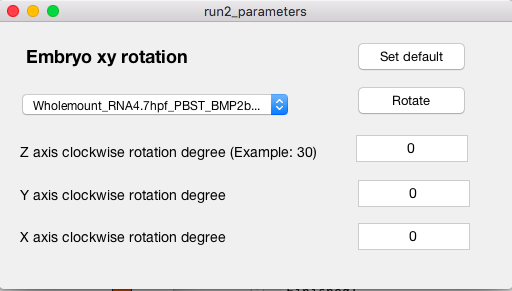 run2_parameters
Embryo xy rotation
Set default
Wholemount_RNA4.7hpf_PBST_BMP2b...
Rotate
Z axis clockwise rotation degree (Example: 30)
0
Y axis clockwise rotation degree
0
X axis clockwise rotation degree
0